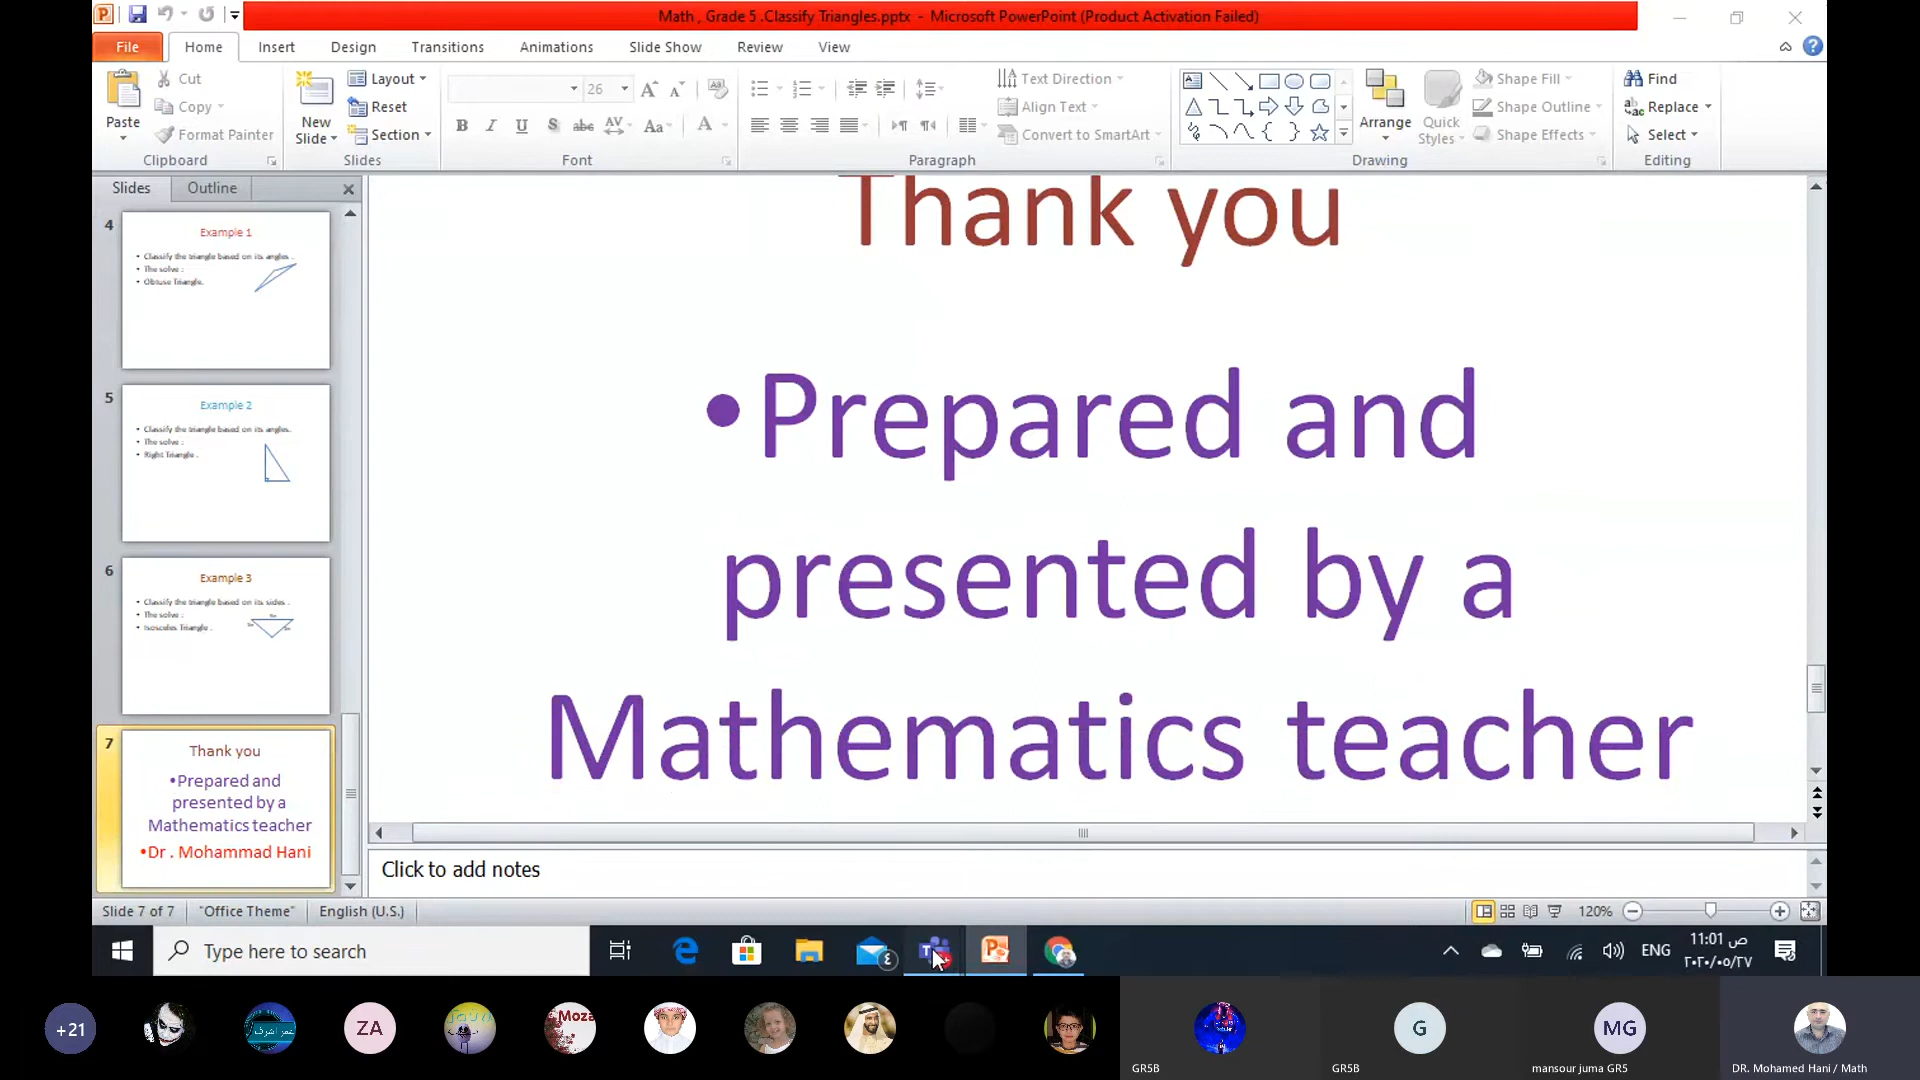 Math , Grade 5 .Classify Triangles.pptx - Microsoft PowerPoint (Product Activation Failed)
File
Home
Insert
Design
Transitions
Animations
Slide Show
Review
View
Paste
Cut
Copy
Format Painter
Clipboard
New Slide
Layout
Reset
Section
Slides
26
Font
Text Direction
Align Text
Convert to SmartArt
Paragraph
Arrange
Quick Styles
Shape Fill
Shape Outline
Shape Effects
Drawing
Find
Replace
Select
Editing
Slides
Outline
4
Example 1
• Classify the triangle based on its angles .
• The solve :
• Obtuse Triangle.
5
Example 2
• Classify the triangle based on its angles.
• The solve :
• Right Triangle .
6
Example 3
• Classify the triangle based on its sides .
• The solve :
• Isosceles Triangle .
7
Thank you
•Prepared and
presented by a
Mathematics teacher
•Dr . Mohammad Hani
Thank you
•Prepared and
presented by a
Mathematics teacher
Click to add notes
Slide 7 of 7
"Office Theme"
English (U.S.)
120%
Type here to search
٤
ENG
11:01 ص
٢٠٢٠/٠٥/٢٧
+21
ZA
Moza
GR5B
G
GR5B
MG
mansour juma GR5
DR. Mohamed Hani / Math